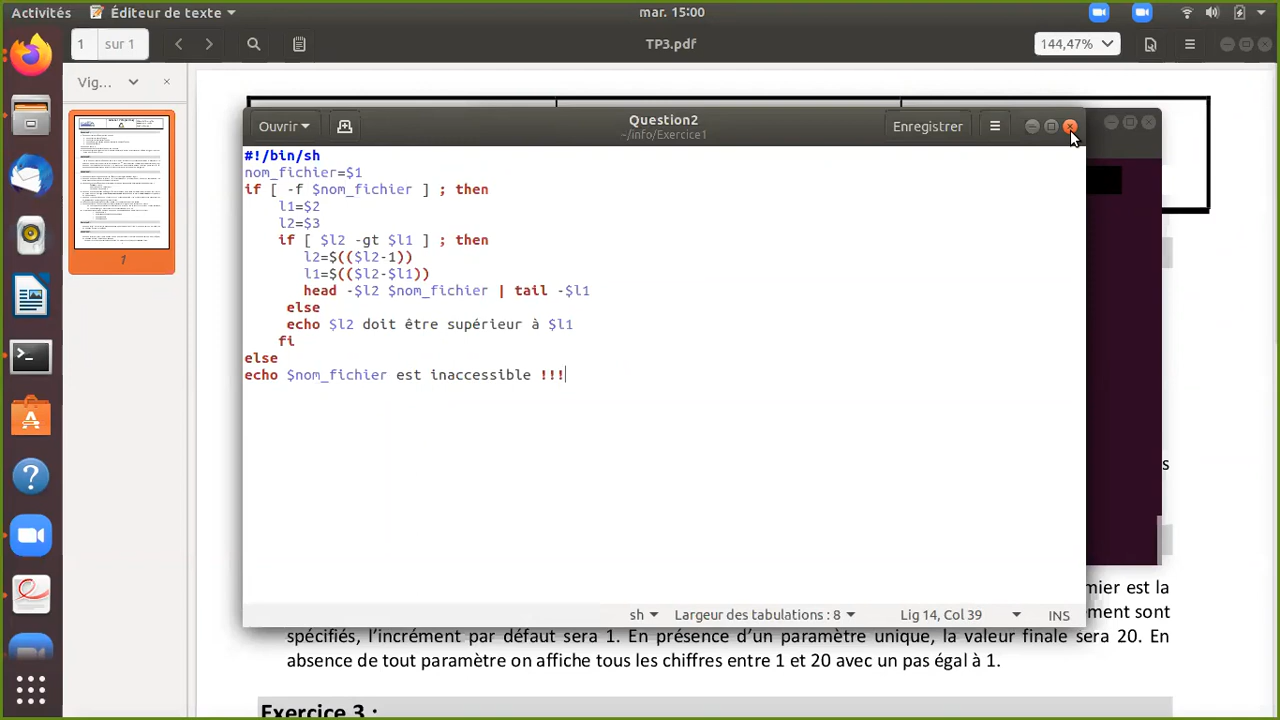 Activités Éditeur de texte mar. 15:00
1 sur 1 TP3.pdf 144,47%
Vig...
1
Ouvrir Question2 Enregistrer
~/info/Exercice1
#!/bin/sh
nom_fichier=$1
if [ -f $nom_fichier ] ; then
l1=$2
l2=$3
if [ $l2 -gt $l1 ] ; then
l2=$(($l2-1))
l1=$(($l2-$l1))
head -$l2 $nom_fichier | tail -$l1
else
echo $l2 doit être supérieur à $l1
fi
else
echo $nom_fichier est inaccessible !!!
sh Largeur des tabulations : 8 Lig 14, Col 39 INS
s
mier est la
ment sont
spécifiés, l'incrément par défaut sera 1. En présence d'un paramètre unique, la valeur finale sera 20. En
absence de tout paramètre on affiche tous les chiffres entre 1 et 20 avec un pas égal à 1.
Exercice 3 :